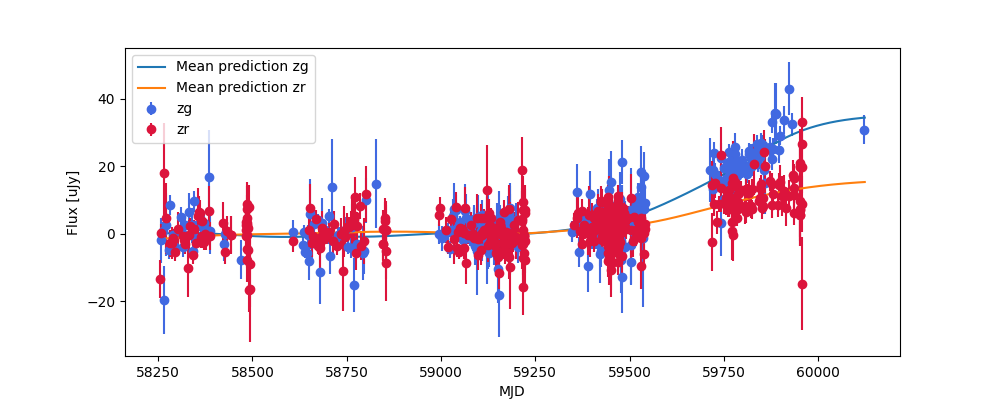 Mean prediction zg
Mean prediction zr
zg
zr
Flux [uJy]
40
20
0
−20
58250 58500 58750 59000 59250 59500 59750 60000
MJD